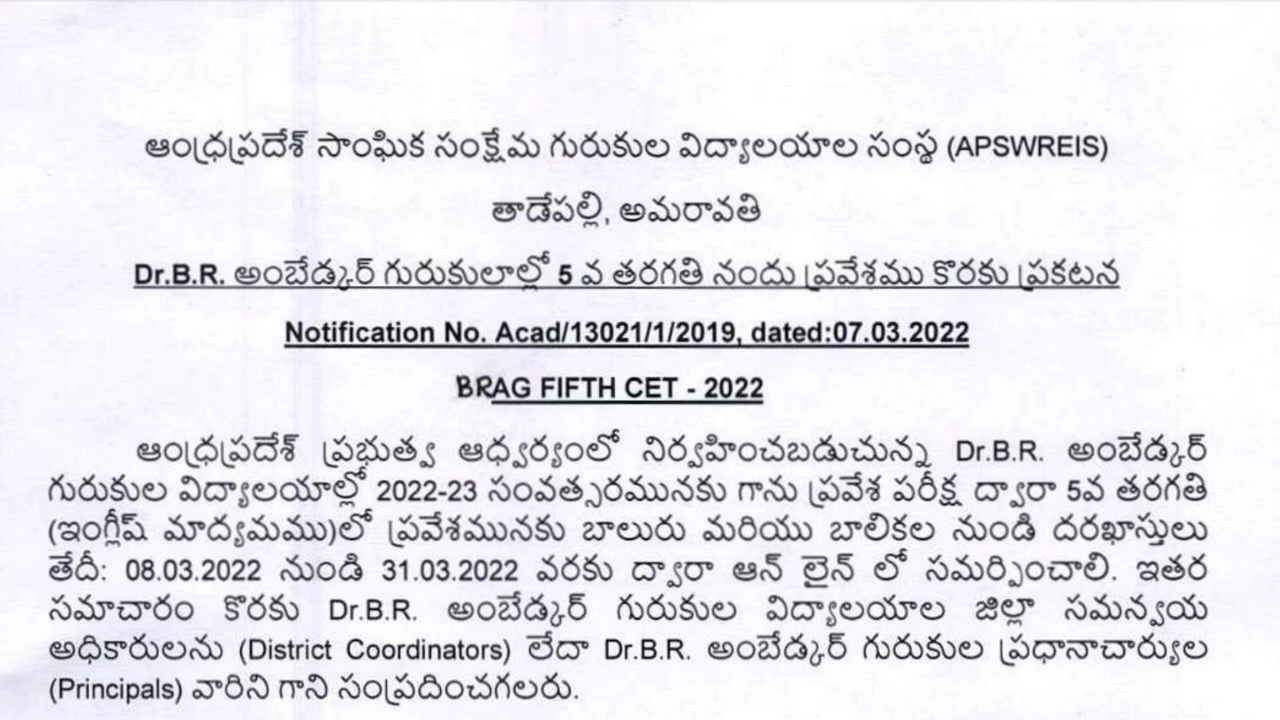 ఆంధ్రప్రదేశ్ సాంఘిక సంక్షేమ గురుకుల విద్యాలయాల సంస్థ (APSWREIS)
తాడేపల్లి, అమరావతి
Dr.B.R. అంబేడ్కర్ గురుకులాల్లో 5 వ తరగతి నందు ప్రవేశము కొరకు ప్రకటన
Notification No. Acad/13021/1/2019, dated:07.03.2022
BRAG FIFTH CET - 2022
ఆంధ్రప్రదేశ్ ప్రభుత్వ ఆధ్వర్యంలో నిర్వహించబడుచున్న Dr.B.R. అంబేడ్కర్
గురుకుల విద్యాలయాల్లో 2022-23 సంవత్సరమునకు గాను ప్రవేశ పరీక్ష ద్వారా 5వ తరగతి
(ఇంగ్లీష్ మాధ్యమము)లో ప్రవేశమునకు బాలురు మరియు బాలికల నుండి దరఖాస్తులు
తేదీ: 08.03.2022 నుండి 31.03.2022 వరకు ద్వారా ఆన్ లైన్ లో సమర్పించాలి. ఇతర
సమాచారం కొరకు Dr.B.R. అంబేడ్కర్ గురుకుల విద్యాలయాల జిల్లా సమన్వయ
అధికారులను (District Coordinators) లేదా Dr.B.R. అంబేడ్కర్ గురుకుల ప్రధానాచార్యుల
(Principals) వారిని గాని సంప్రదించగలరు.